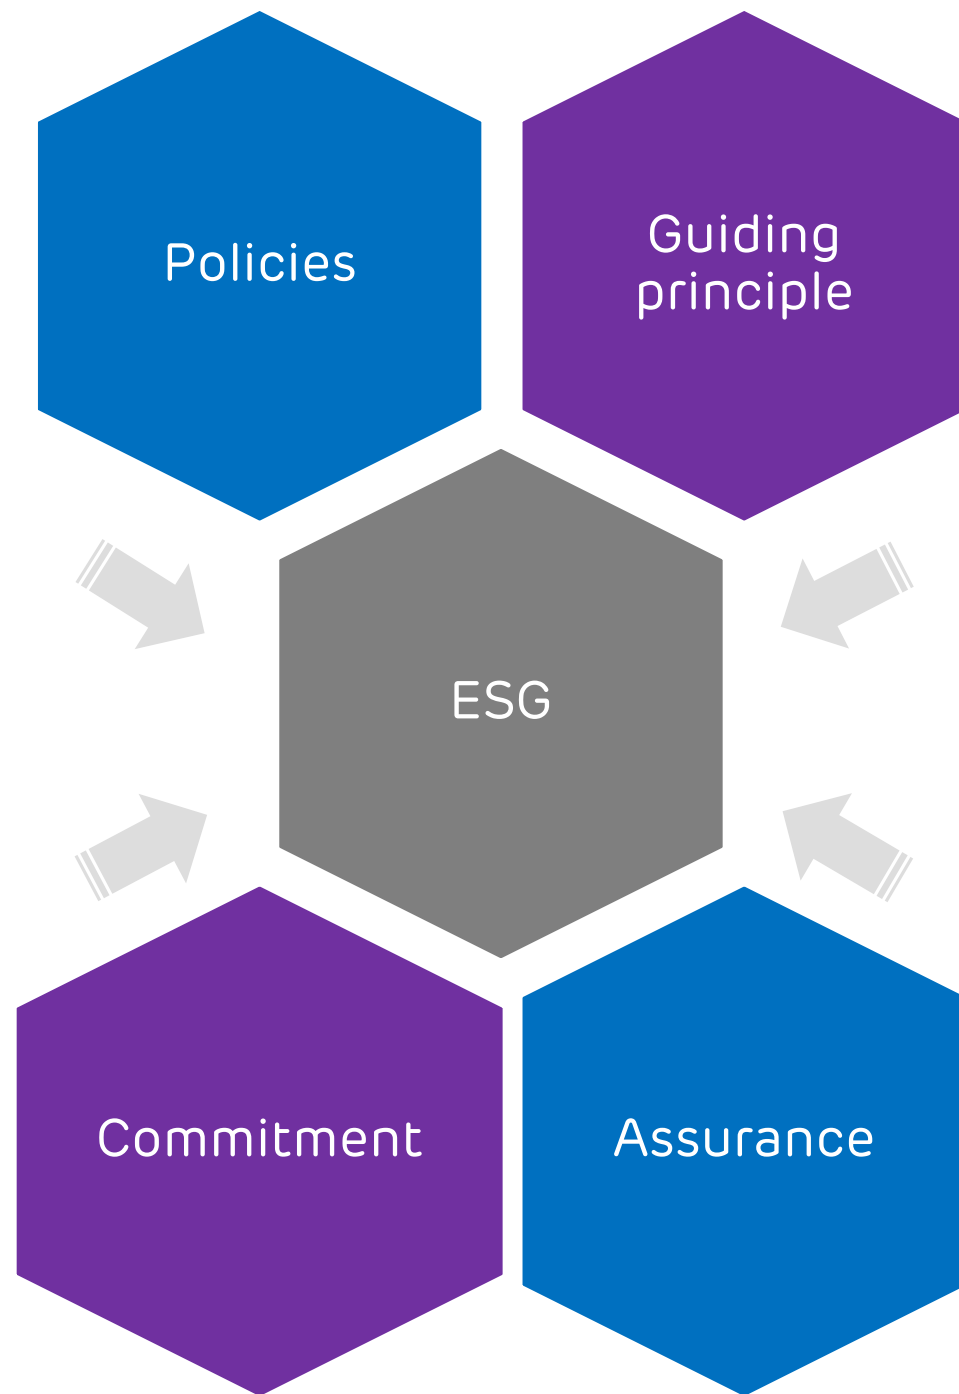 Policies
Guiding
principle
ESG
Commitment
Assurance